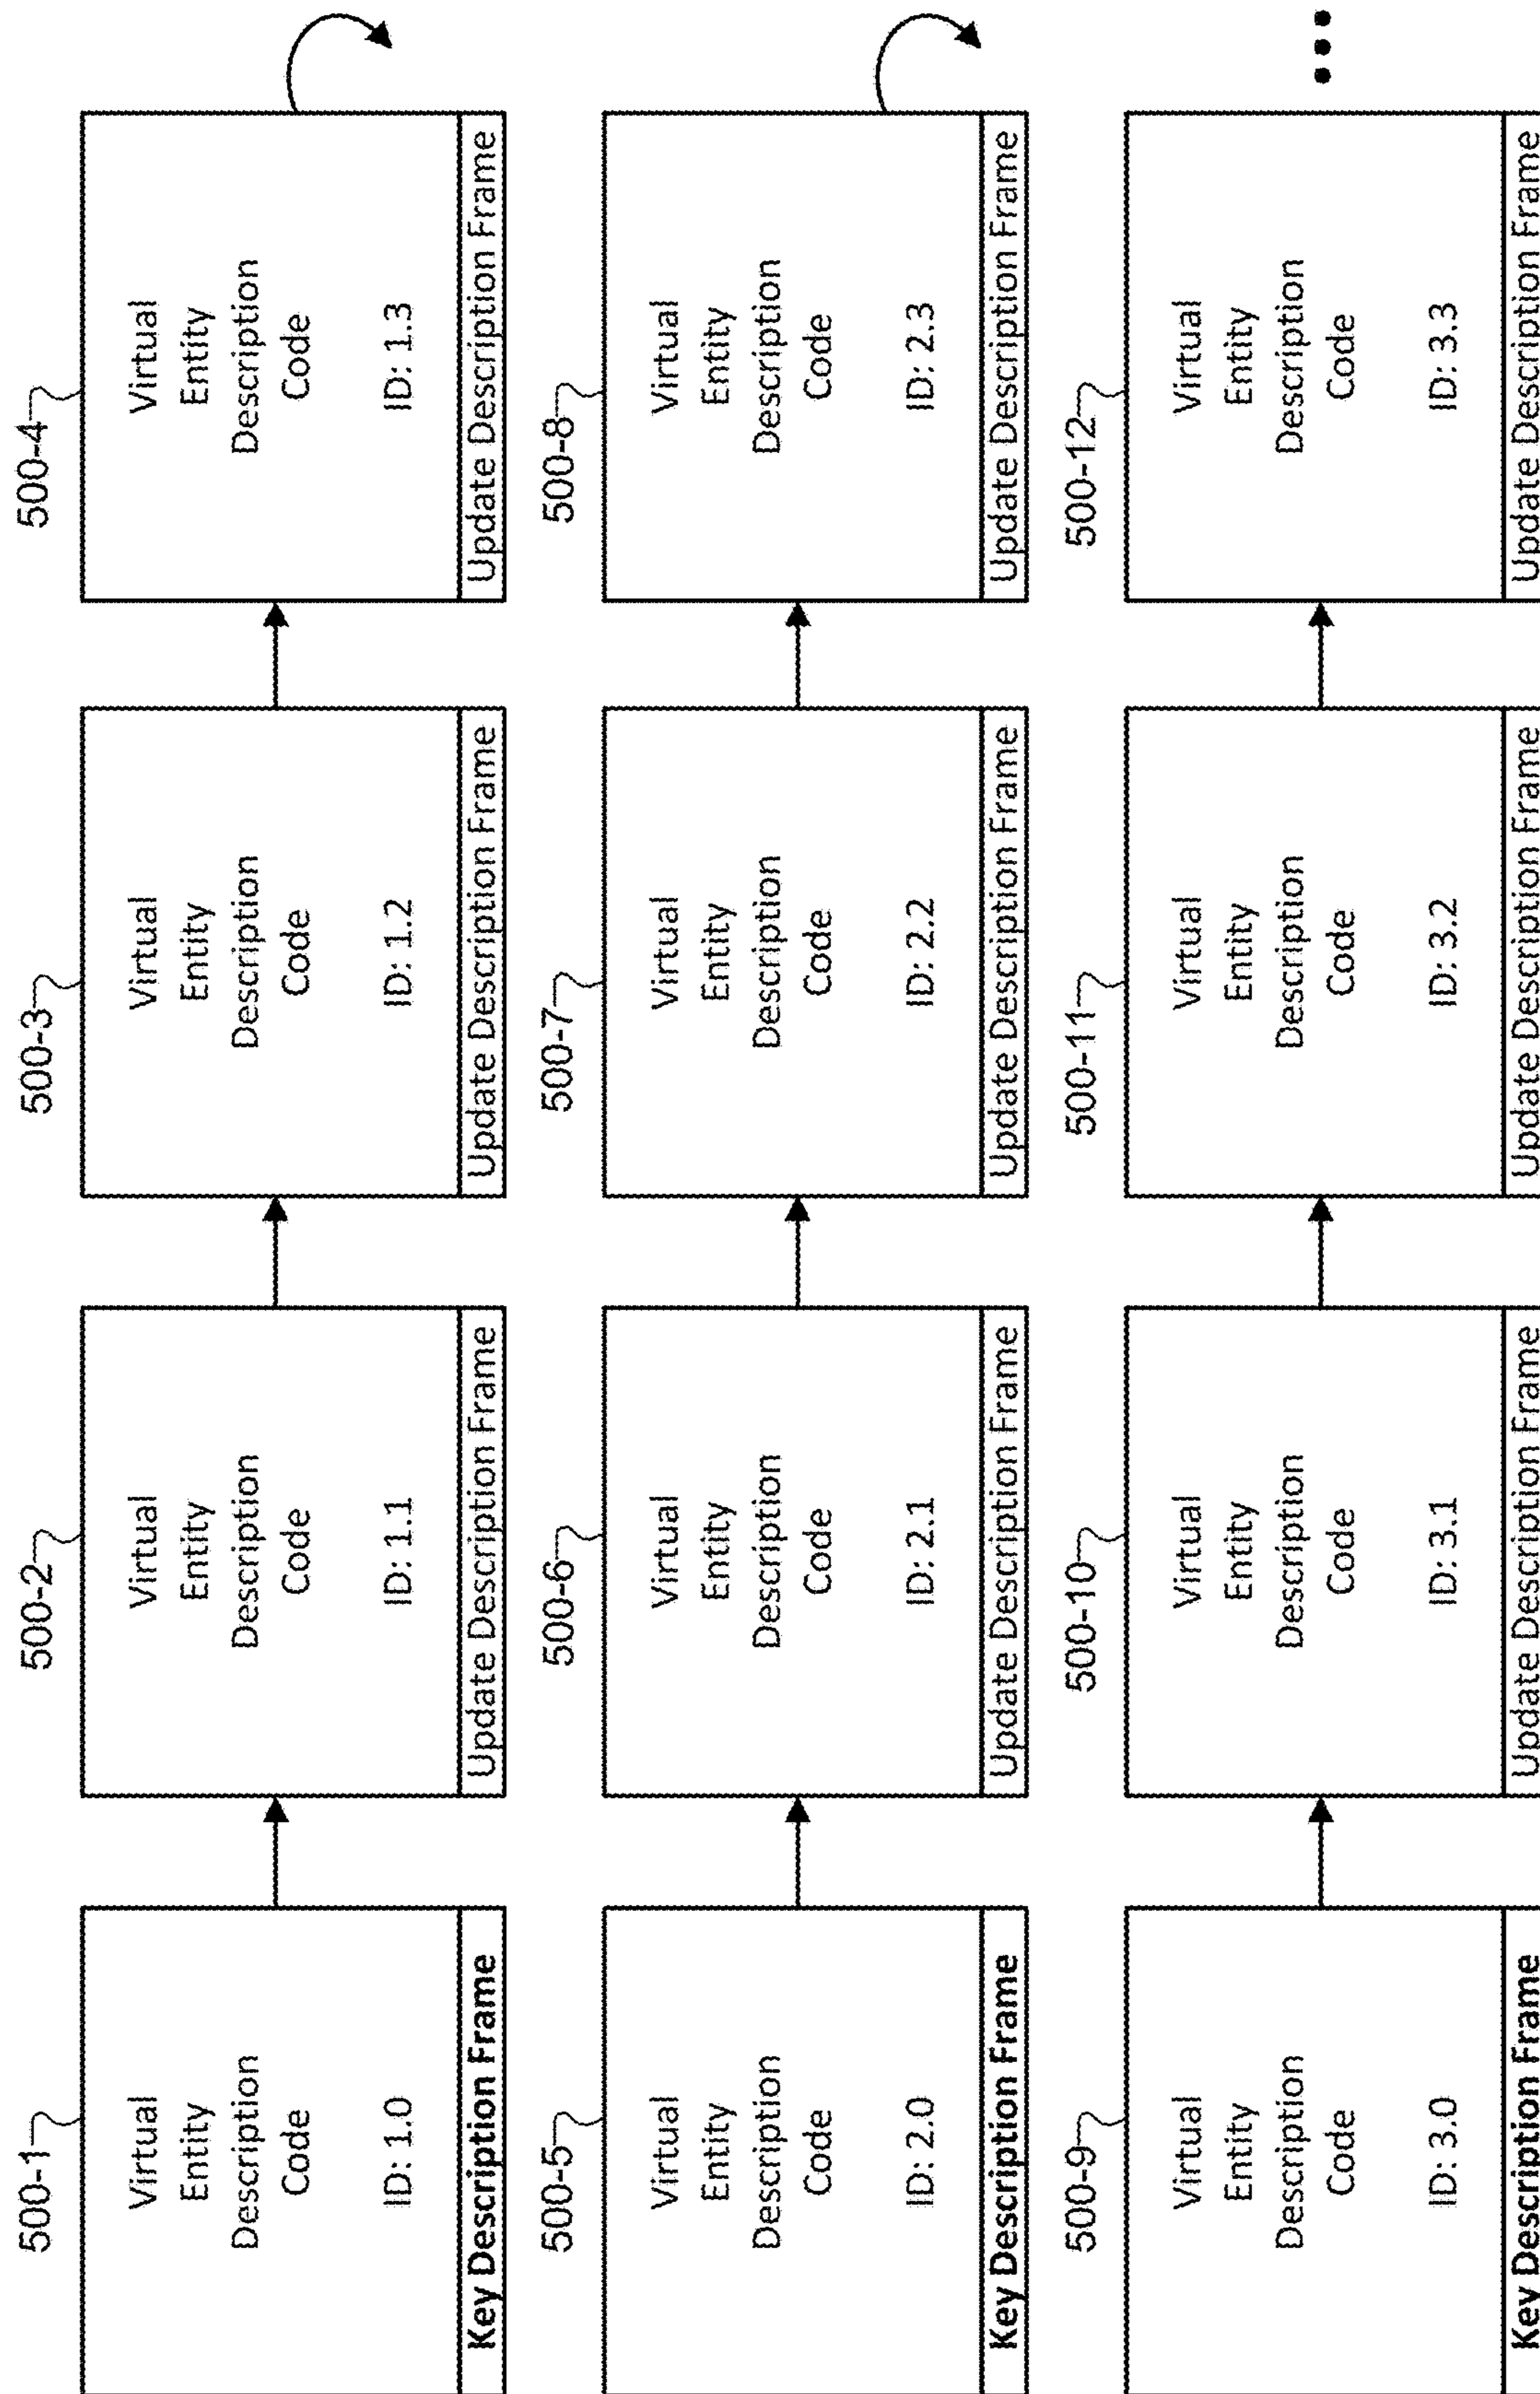 500-1
Virtual
Entity
Description
Code
ID: 1.0
Key Description Frame
500-2
Virtual
Entity
Description
Code
ID: 1.1
Update Description Frame
500-3
Virtual
Entity
Description
Code
ID: 1.2
Update Description Frame
500-4
Virtual
Entity
Description
Code
ID: 1.3
Update Description Frame
500-5
Virtual
Entity
Description
Code
ID: 2.0
Key Description Frame
500-6
Virtual
Entity
Description
Code
ID: 2.1
Update Description Frame
500-7
Virtual
Entity
Description
Code
ID: 2.2
Update Description Frame
500-8
Virtual
Entity
Description
Code
ID: 2.3
Update Description Frame
500-9
Virtual
Entity
Description
Code
ID: 3.0
Key Description Frame
500-10
Virtual
Entity
Description
Code
ID: 3.1
Update Description Frame
500-11
Virtual
Entity
Description
Code
ID: 3.2
Update Description Frame
500-12
Virtual
Entity
Description
Code
ID: 3.3
Update Description Frame